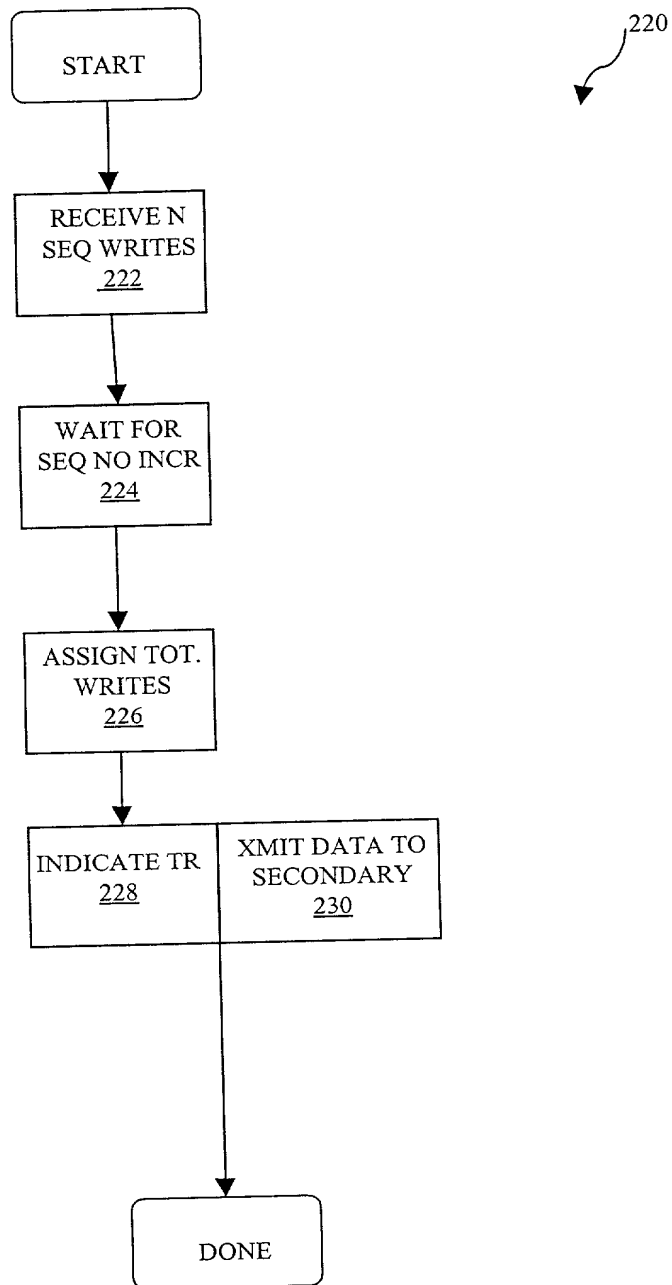 220
START
RECEIVE N
SEQ WRITES
222
WAIT FOR
SEQ NO INCR
224
ASSIGN TOT.
WRITES
226
INDICATE TR
228
XMIT DATA TO
SECONDARY
230
DONE